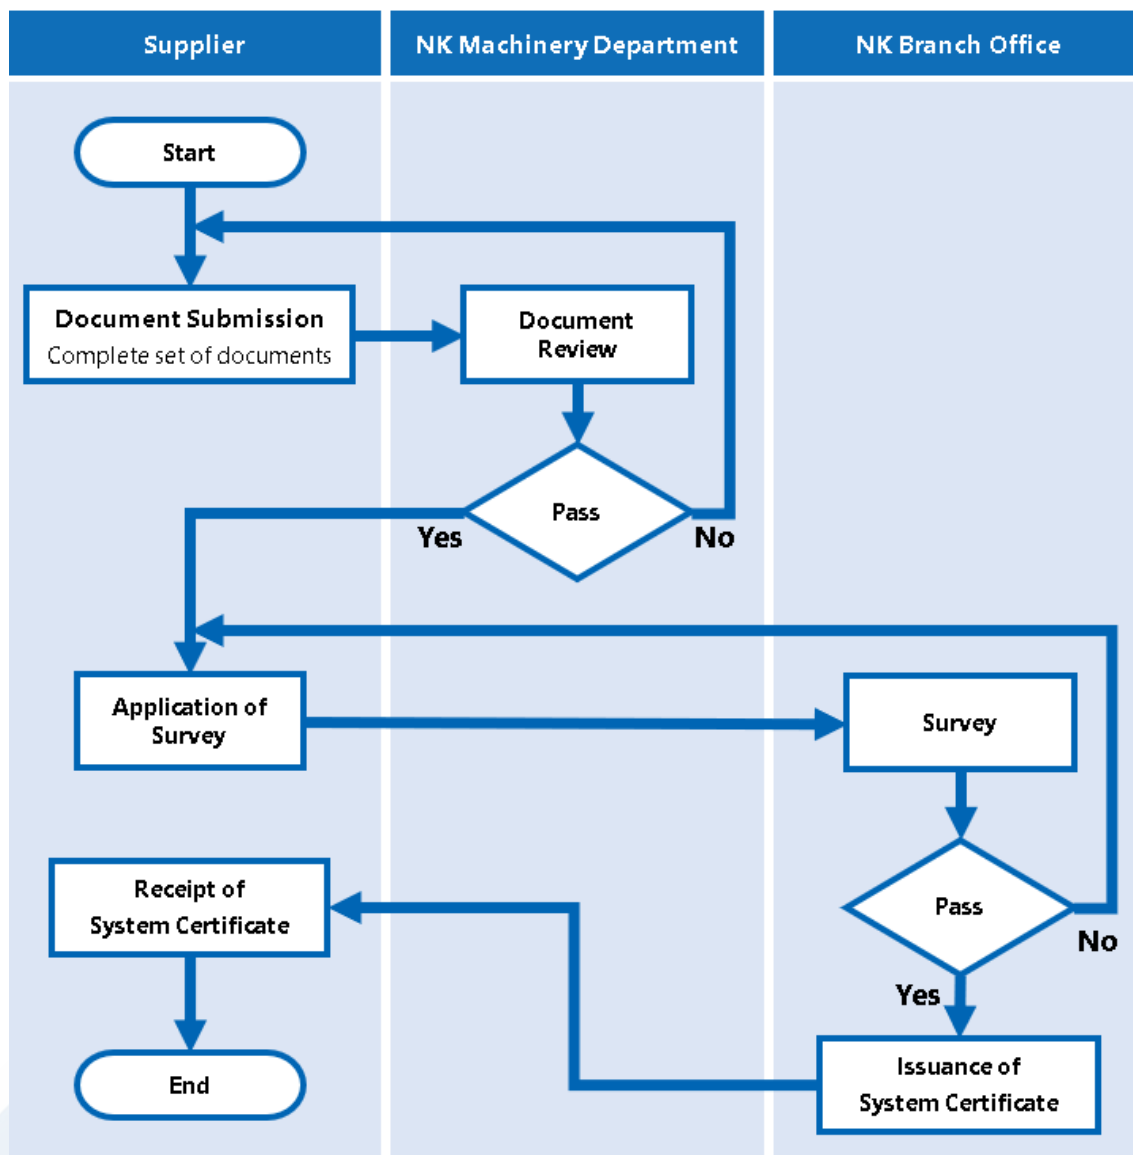 Supplier
NK Machinery Department
NK Branch Office
Start
Document Submission
Complete set of documents
Document
Review
Pass
Yes
No
Application of
Survey
Survey
Pass
No
Yes
Receipt of
System Certificate
Issuance of
System Certificate
End